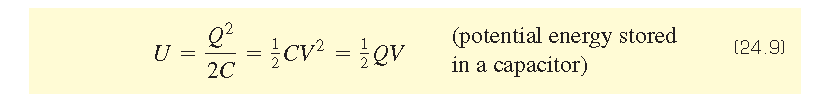 U = Q²/2C = ½CV² = ½QV (potential energy stored
in a capacitor) (24.9)